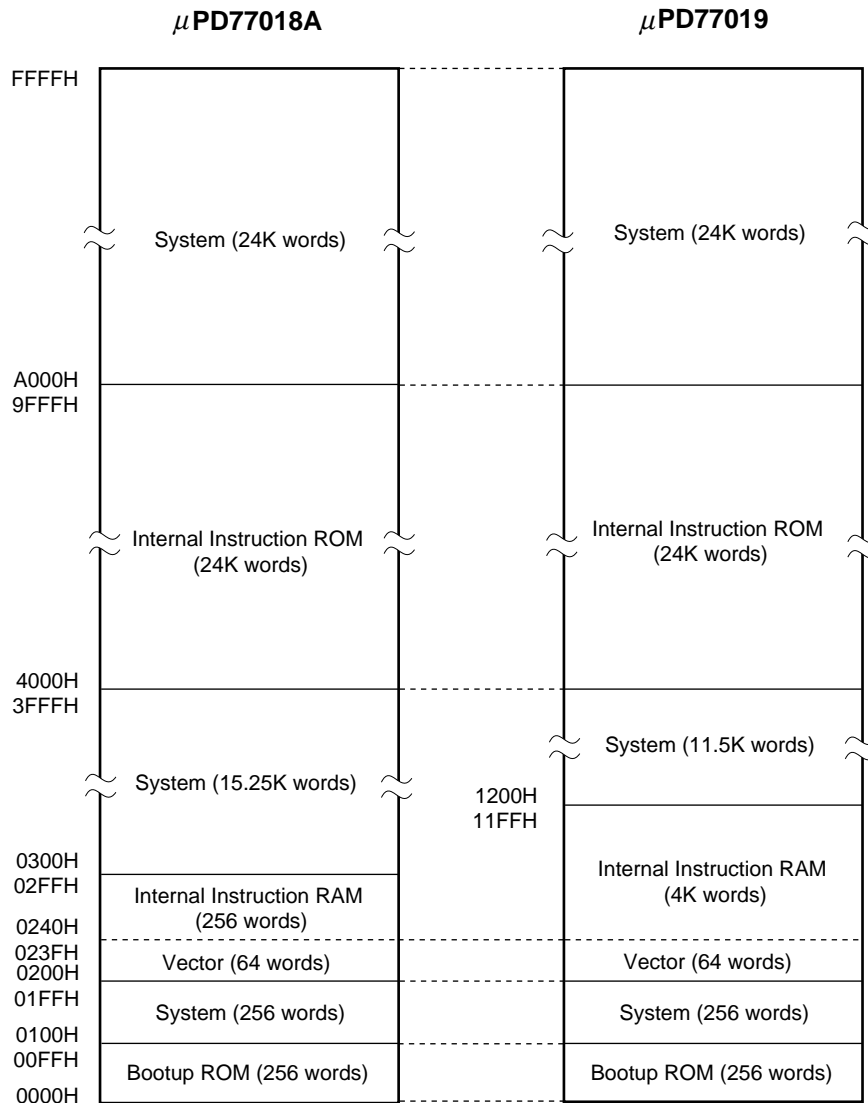 μPD77018A
μPD77019
FFFFH
System (24K words)
System (24K words)
A000H
9FFFH
Internal Instruction ROM
(24K words)
Internal Instruction ROM
(24K words)
4000H
3FFFH
System (15.25K words)
System (11.5K words)
1200H
11FFH
0300H
02FFH
Internal Instruction RAM
(256 words)
Internal Instruction RAM
(4K words)
0240H
023FH
0200H
Vector (64 words)
Vector (64 words)
01FFH
System (256 words)
System (256 words)
0100H
00FFH
Bootup ROM (256 words)
Bootup ROM (256 words)
0000H